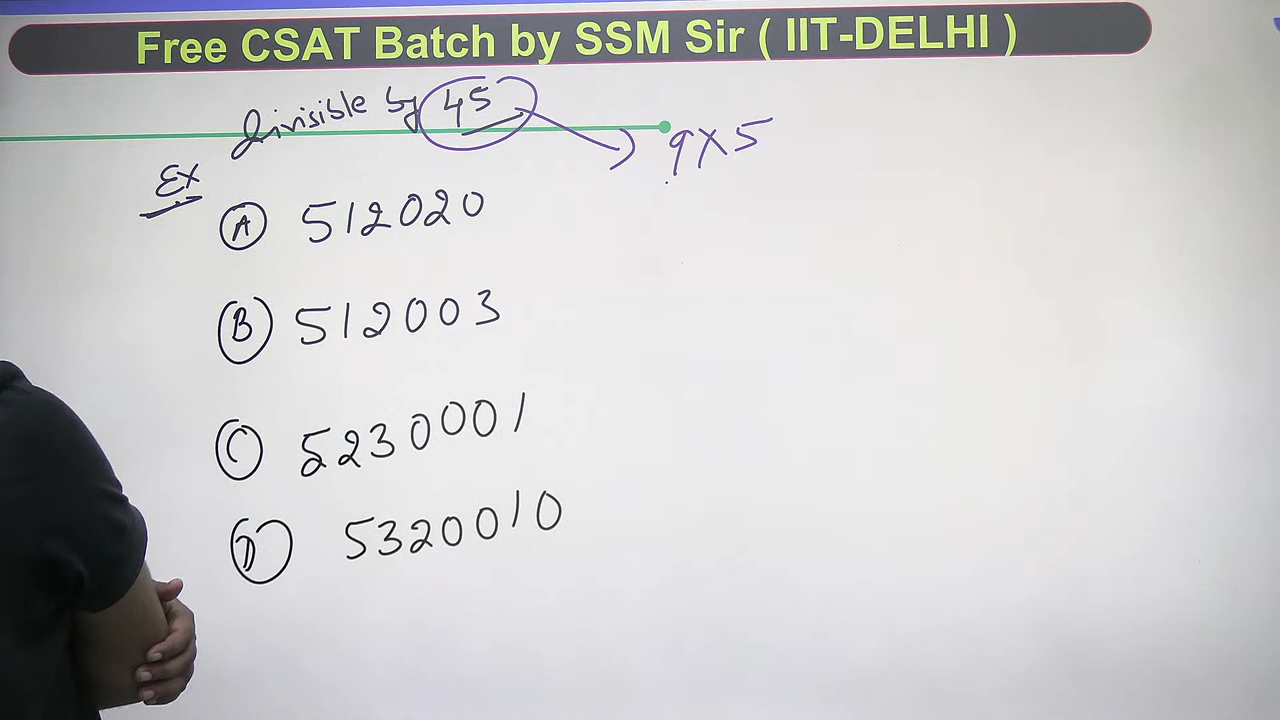 Free CSAT Batch by SSM Sir ( IIT-DELHI )
Divisible by 45
9X5
Ex
A 512020
B 512003
C 5230001
D 5320010